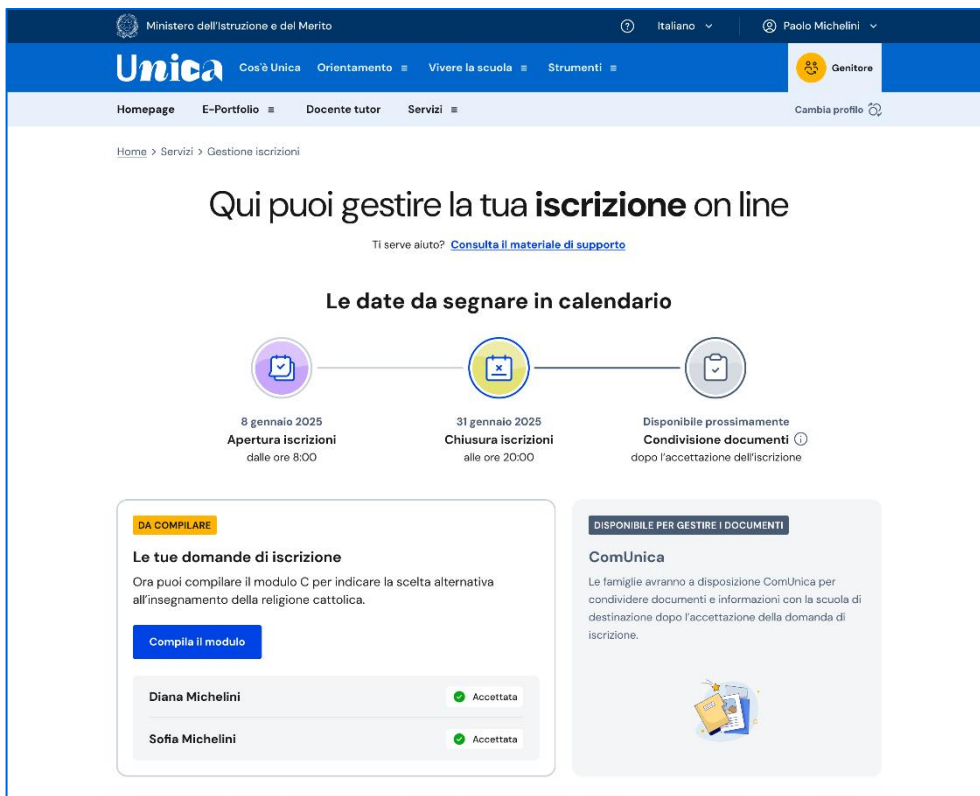 Ministero dell'Istruzione e del Merito
Italiano
Paolo Michelini
Unica
Cos'è Unica
Orientamento
Vivere la scuola
Strumenti
Genitore
Homepage
E-Portfolio
Docente tutor
Servizi
Cambia profilo
Home > Servizi > Gestione iscrizioni
Qui puoi gestire la tua iscrizione on line
Ti serve aiuto? Consulta il materiale di supporto
Le date da segnare in calendario
8 gennaio 2025
Apertura iscrizioni
dalle ore 8:00
31 gennaio 2025
Chiusura iscrizioni
alle ore 20:00
Disponibile prossimamente
Condivisione documenti
dopo l'accettazione dell'iscrizione
DA COMPILARE
Le tue domande di iscrizione
Ora puoi compilare il modulo C per indicare la scelta alternativa
all'insegnamento della religione cattolica.
Compila il modulo
Diana Michelini
Accettata
Sofia Michelini
Accettata
DISPONIBILE PER GESTIRE I DOCUMENTI
ComUnica
Le famiglie avranno a disposizione ComUnica per
condividere documenti e informazioni con la scuola di
destinazione dopo l'accettazione della domanda di
iscrizione.